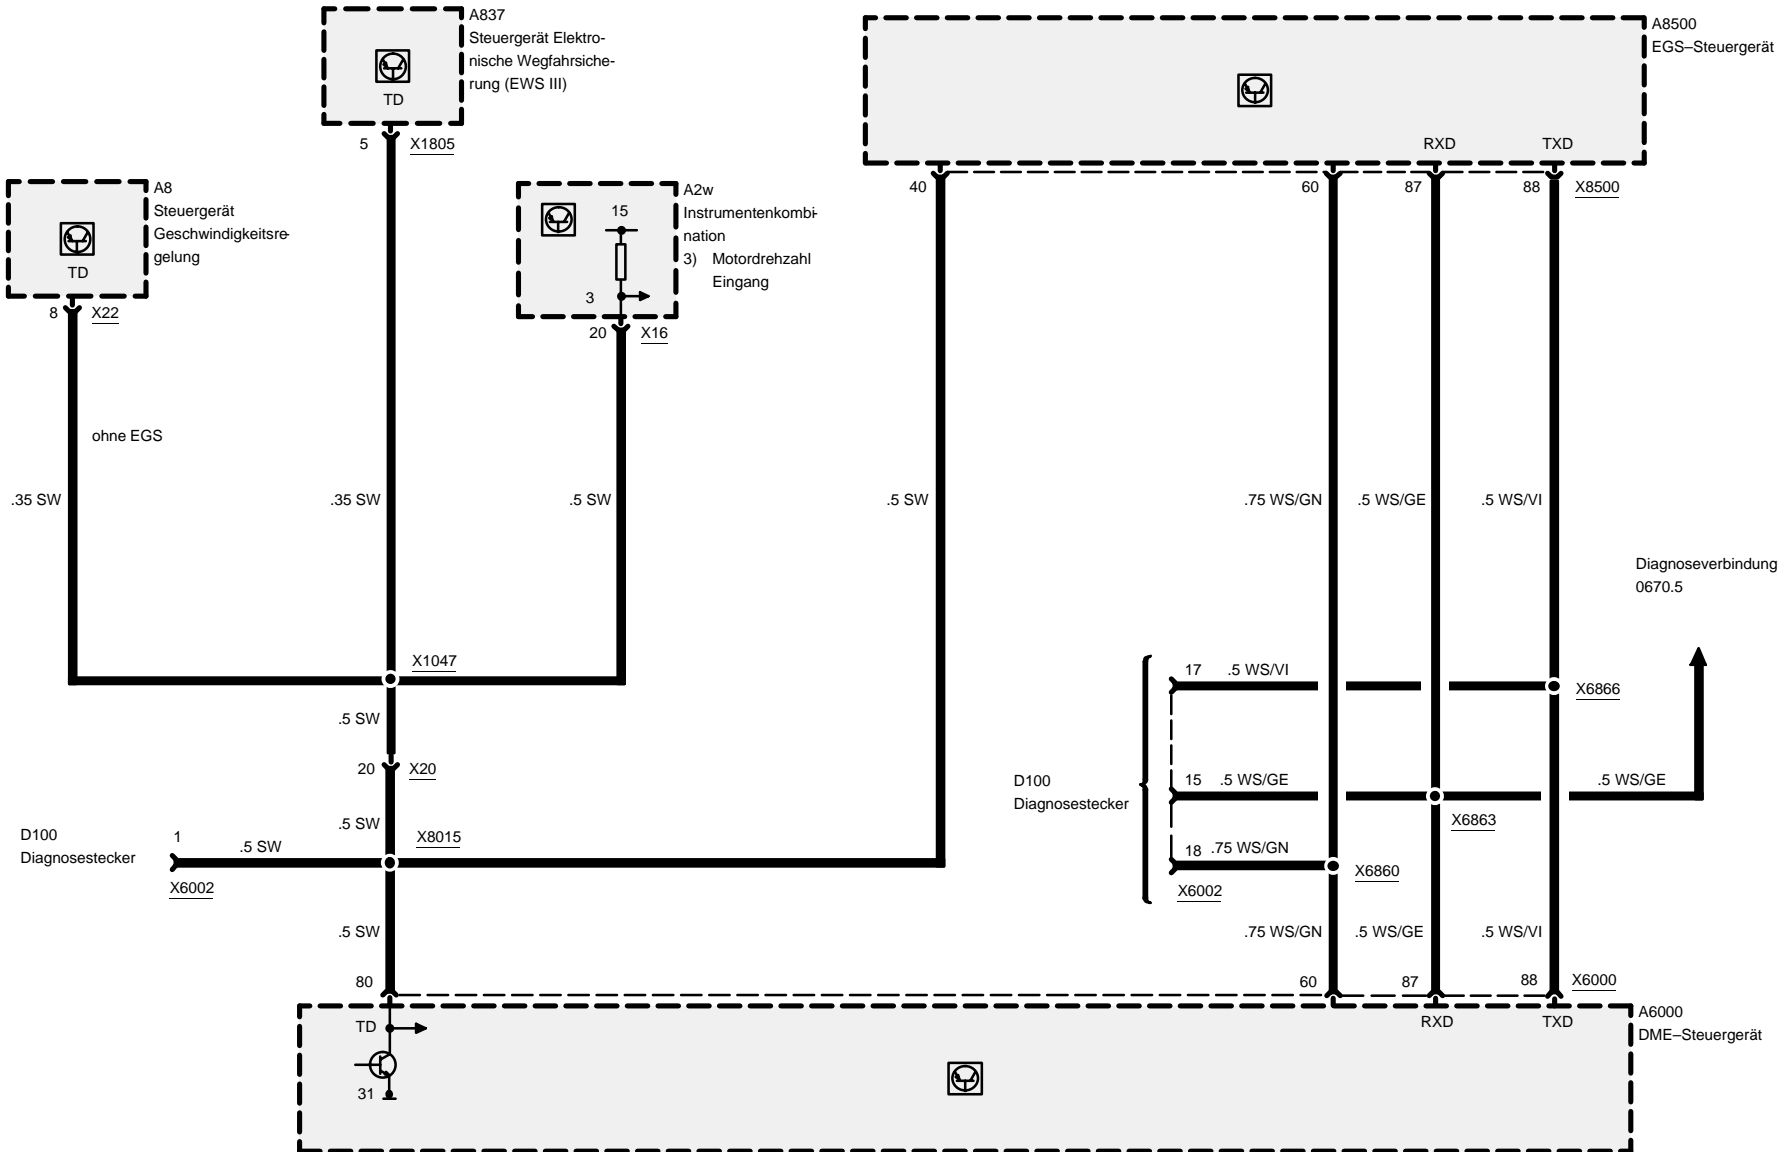 A837
Steuergerät Elektro-
nische Wegfahrsiche-
rung (EWS III)
TD
5
X1805
A8500
EGS–Steuergerät
RXD
TXD
40
60
87
88
X8500
A8
Steuergerät
Geschwindigkeitsre-
gelung
TD
8
X22
A2w
Instrumentenkombi-
nation
3) Motordrehzahl
Eingang
15
3
20
X16
ohne EGS
.35 SW
.35 SW
.5 SW
.5 SW
.75 WS/GN
.5 WS/GE
.5 WS/VI
Diagnoseverbindung
0670.5
X1047
17
.5 WS/VI
X6866
.5 SW
20
X20
D100
Diagnosestecker
15
.5 WS/GE
.5 WS/GE
X6863
.5 SW
X8015
D100
Diagnosestecker
1
.5 SW
X6002
18
.75 WS/GN
X6860
X6002
.5 SW
.75 WS/GN
.5 WS/GE
.5 WS/VI
80
60
87
88
X6000
TD
31
RXD
TXD
A6000
DME–Steuergerät